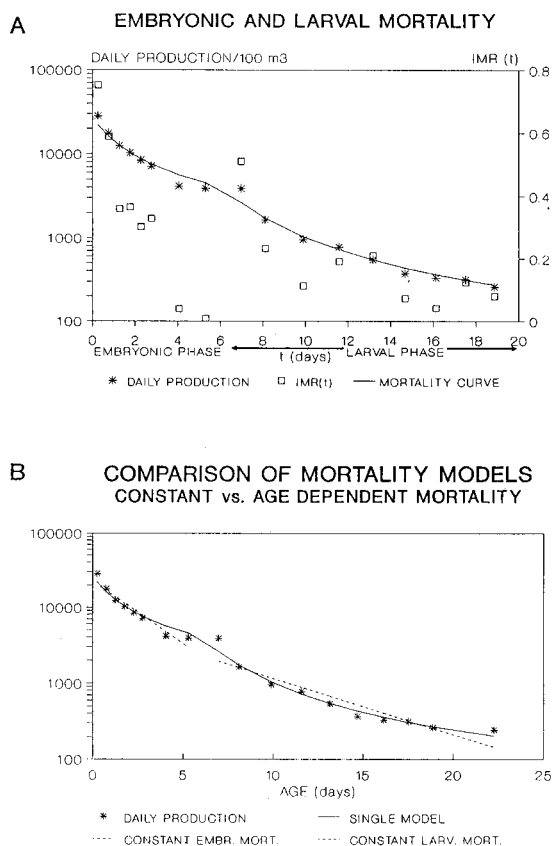 A
EMBRYONIC AND LARVAL MORTALITY
DAILY PRODUCTION/100 m3 IMR (t)
100000 0.8
10000 0.6
0.4
1000 0.2
100 0
0 2 4 6 8 10 12 14 16 18 20
EMBRYONIC PHASE t (days) LARVAL PHASE
DAILY PRODUCTION IMR(t) MORTALITY CURVE
B
COMPARISON OF MORTALITY MODELS
CONSTANT vs. AGE DEPENDENT MORTALITY
100000
10000
1000
100
0 5 10 15 20 25
AGE (days)
DAILY PRODUCTION SINGLE MODEL
CONSTANT EMBR. MORT. CONSTANT LARV. MORT.